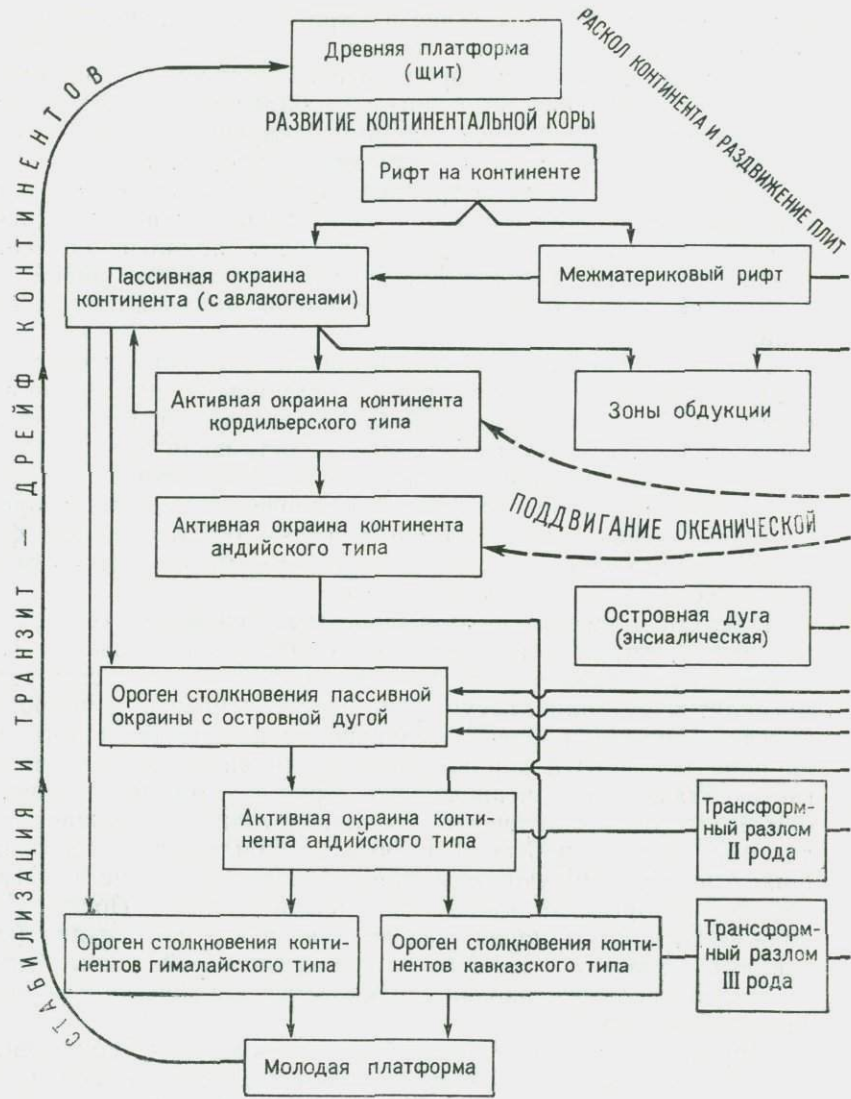 Древняя платформа
(щит)
РАСКОЛ КОНТИНЕНТА И РАЗДВИЖЕНИЕ ПЛИТ
РАЗВИТИЕ КОНТИНЕНТАЛЬНОЙ КОРЫ
Рифт на континенте
Пассивная окраина
континента (с авлакогенами)
Межматериковый рифт
Активная окраина континента
кордильерского типа
Зоны обдукции
Активная окраина континента
андийского типа
ПОДДВИГАНИЕ ОКЕАНИЧЕСКОЙ
Островная дуга
(энсиалическая)
Ороген столкновения пассивной
окраины с островной дугой
Активная окраина конти-
нента андийского типа
Трансформ-
ный разлом
II рода
Ороген столкновения конти-
нентов гималайского типа
Ороген столкновения конти-
нентов кавказского типа
Трансформ-
ный разлом
III рода
Молодая платформа
СТАБИЛИЗАЦИЯ И ТРАНЗИТ — ДРЕЙФ КОНТИНЕНТОВ